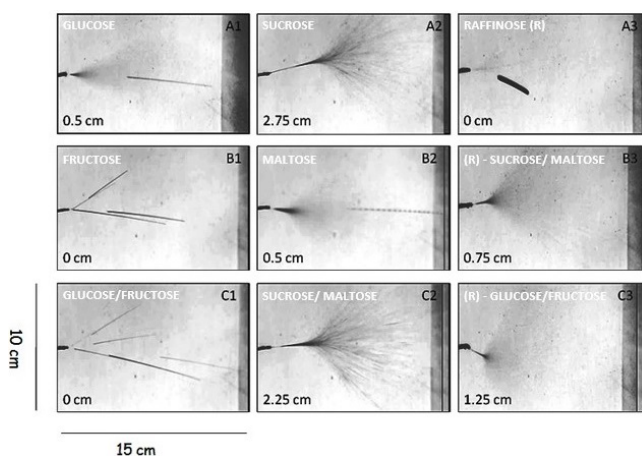 GLUCOSE A1
0.5 cm
SUCROSE A2
2.75 cm
RAFFINOSE (R) A3
0 cm
FRUCTOSE B1
0 cm
MALTOSE B2
0.5 cm
(R) - SUCROSE/ MALTOSE B3
0.75 cm
GLUCOSE/FRUCTOSE C1
0 cm
SUCROSE/ MALTOSE C2
2.25 cm
(R) - GLUCOSE/FRUCTOSE C3
1.25 cm
10 cm
15 cm